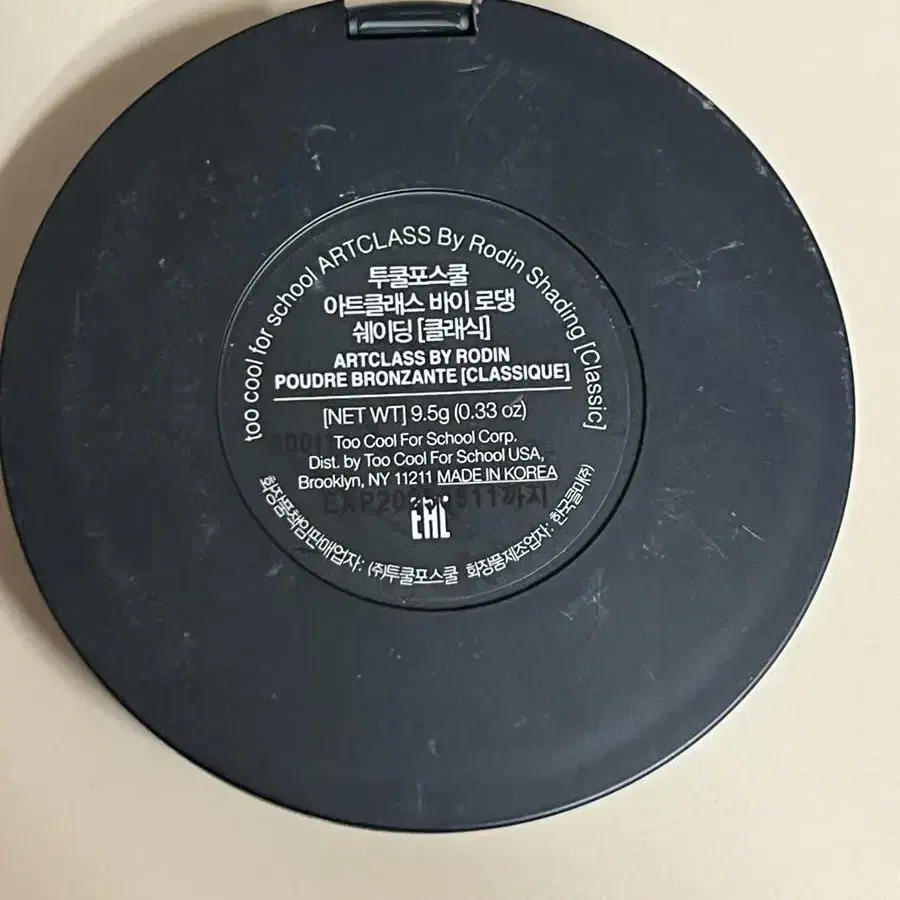 too cool for school ARTCLASS By Rodin Shading [Classic]
투쿨포스쿨
아트클래스 바이 로댕
쉐이딩 [클래식]
ARTCLASS BY RODIN
POUDRE BRONZANTE [CLASSIQUE]
[NET WT] 9.5g (0.33 oz)
Too Cool For School Corp.
Dist. by Too Cool For School USA,
Brooklyn, NY 11211 MADE IN KOREA
EAC
화장품책임판매업자: (주)투쿨포스쿨 화장품제조업자: 한국콜마(주)